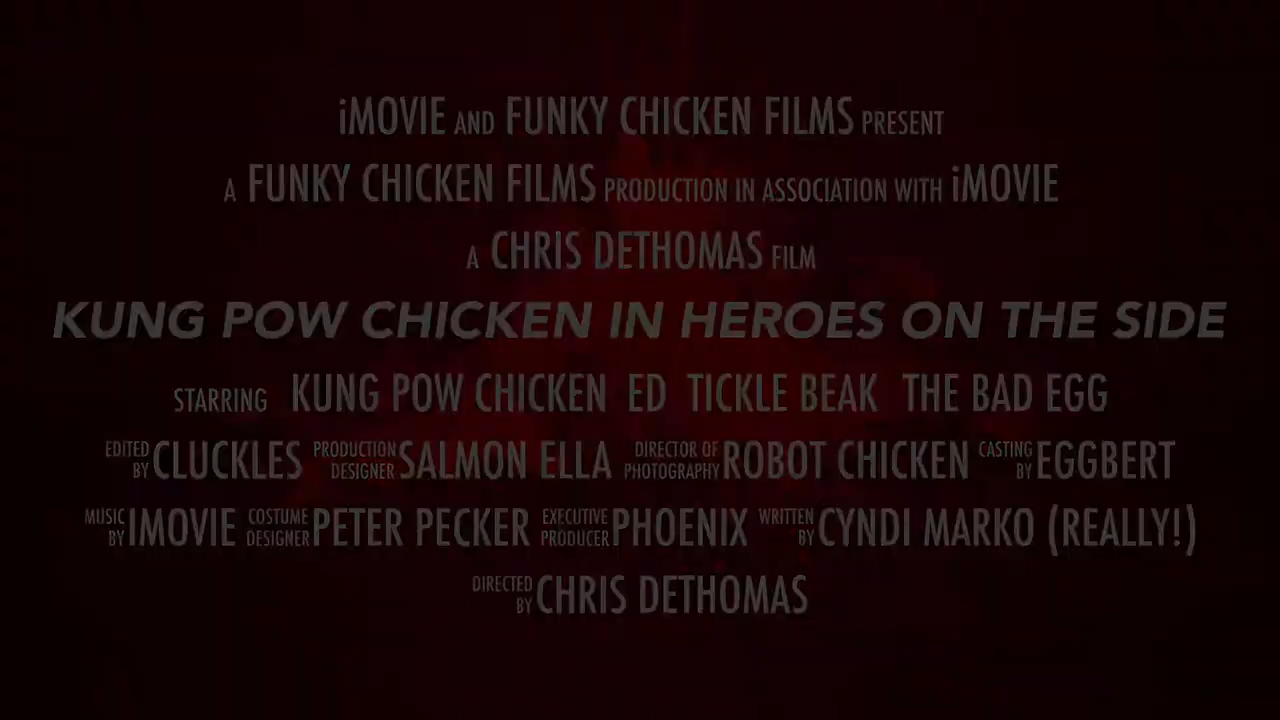 iMOVIE AND FUNKY CHICKEN FILMS PRESENT
A FUNKY CHICKEN FILMS PRODUCTION IN ASSOCIATION WITH iMOVIE
A CHRIS DETHOMAS FILM
KUNG POW CHICKEN IN HEROES ON THE SIDE
STARRING KUNG POW CHICKEN ED TICKLE BEAK THE BAD EGG
EDITED BY CLUCKLES PRODUCTION DESIGNER SALMON ELLA DIRECTOR OF PHOTOGRAPHY ROBOT CHICKEN CASTING BY EGGBERT
MUSIC BY IMOVIE COSTUME DESIGNER PETER PECKER EXECUTIVE PRODUCER PHOENIX WRITTEN BY CYNDI MARKO (REALLY!)
DIRECTED BY CHRIS DETHOMAS